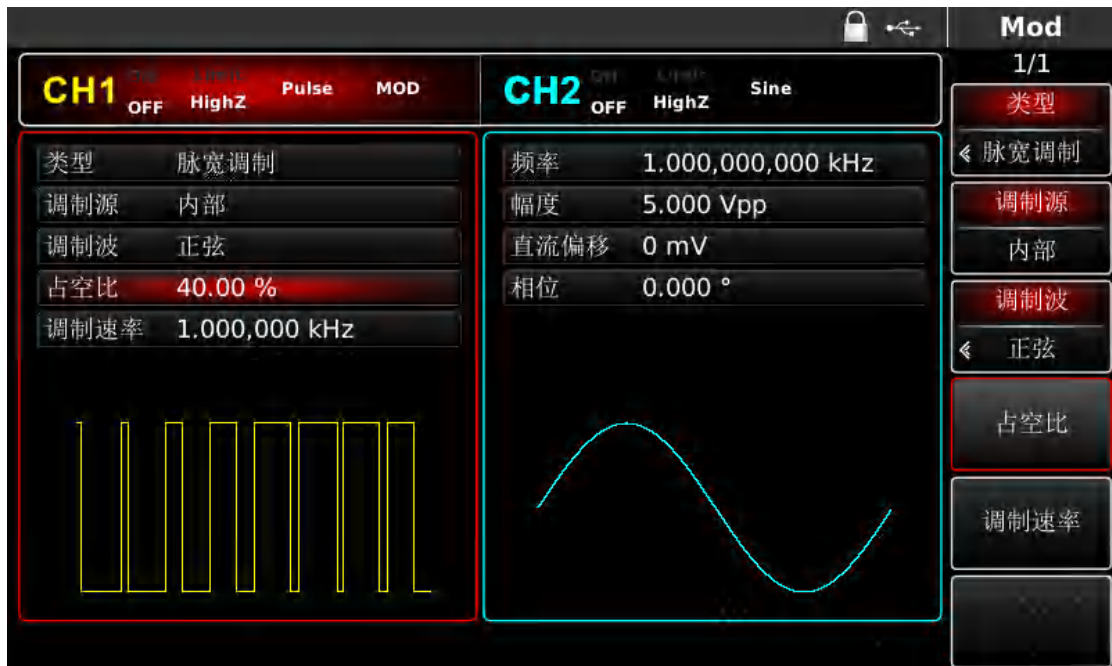 Mod
1/1
CH1 OFF HighZ Pulse MOD
CH2 OFF HighZ Sine
类型 脉宽调制
调制源 内部
调制波 正弦
占空比 40.00 %
调制速率 1.000,000 kHz
频率 1.000,000,000 kHz
幅度 5.000 Vpp
直流偏移 0 mV
相位 0.000 °
类型
脉宽调制
调制源
内部
调制波
正弦
占空比
调制速率